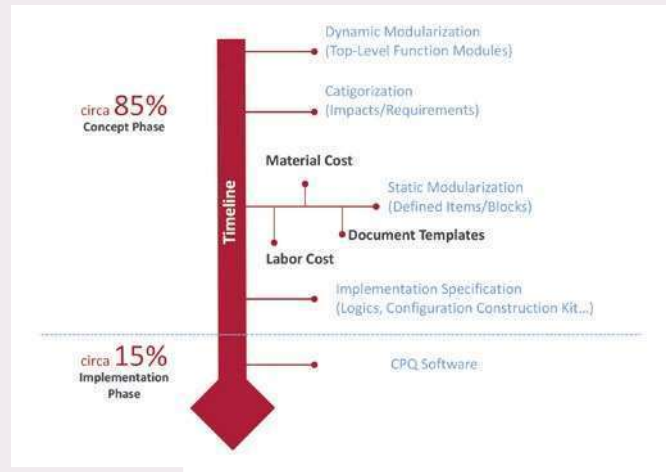 Dynamic Modularization
(Top-Level Function Modules)
circa 85%
Concept Phase
Catigorization
(Impacts/Requirements)
Material Cost
Static Modularization
(Defined Items/Blocks)
Timeline
Document Templates
Labor Cost
Implementation Specification
(Logics, Configuration Construction Kit...)
circa 15%
Implementation
Phase
CPQ Software